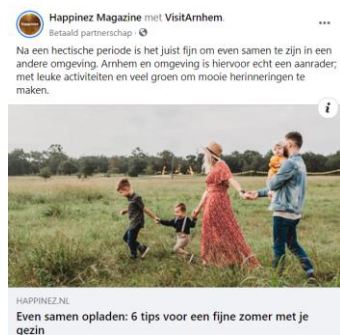 Happinez Magazine met VisitArnhem.
Betaald partnerschap ·
Na een hectische periode is het juist fijn om even samen te zijn in een
andere omgeving. Arnhem en omgeving is hiervoor echt een aanrader;
met leuke activiteiten en veel groen om mooie herinneringen te
maken.
i
HAPPINEZ.NL
Even samen opladen: 6 tips voor een fijne zomer met je
gezin